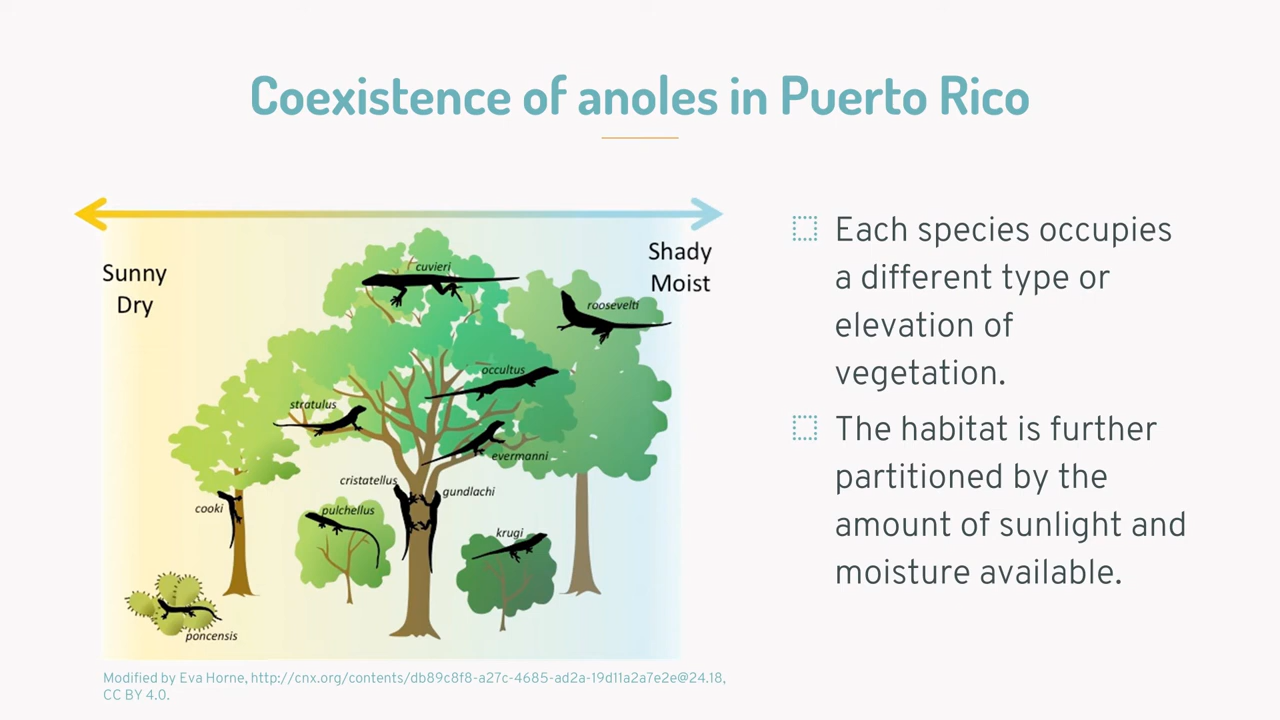 Coexistence of anoles in Puerto Rico
Sunny
Dry
Shady
Moist
cuvieri
roosevelti
occultus
stratulus
evermanni
cristatellus
gundlachi
cooki
pulchellus
krugi
poncensis
Each species occupies
a different type or
elevation of
vegetation.
The habitat is further
partitioned by the
amount of sunlight and
moisture available.
Modified by Eva Horne, http://cnx.org/contents/db89c8f8-a27c-4685-ad2a-19d11a2a7e2e@24.18,
CC BY 4.0.